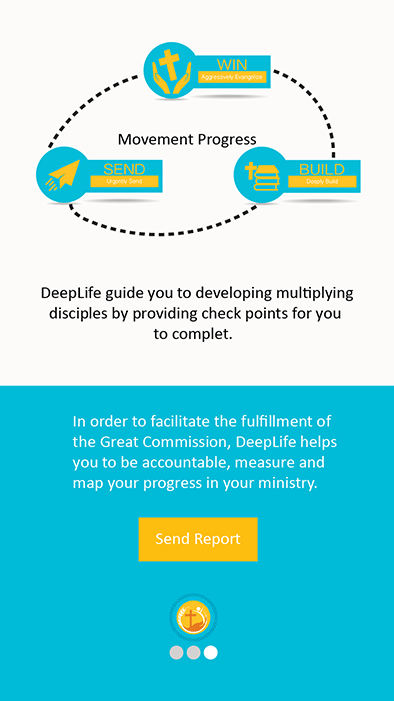 WIN
Aggressively Evangelize
Movement Progress
SEND
Urgently Send
BUILD
Deeply Build
DeepLife guide you to developing multiplying
disciples by providing check points for you
to complet.
In order to facilitate the fulfillment of
the Great Commission, DeepLife helps
you to be accountable, measure and
map your progress in your ministry.
Send Report